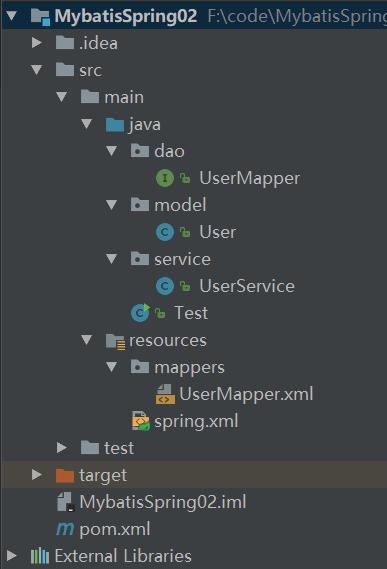 MybatisSpring02 F:\code\MybatisSpring
.idea
src
main
java
dao
UserMapper
model
User
service
UserService
Test
resources
mappers
UserMapper.xml
spring.xml
test
target
MybatisSpring02.iml
pom.xml
External Libraries